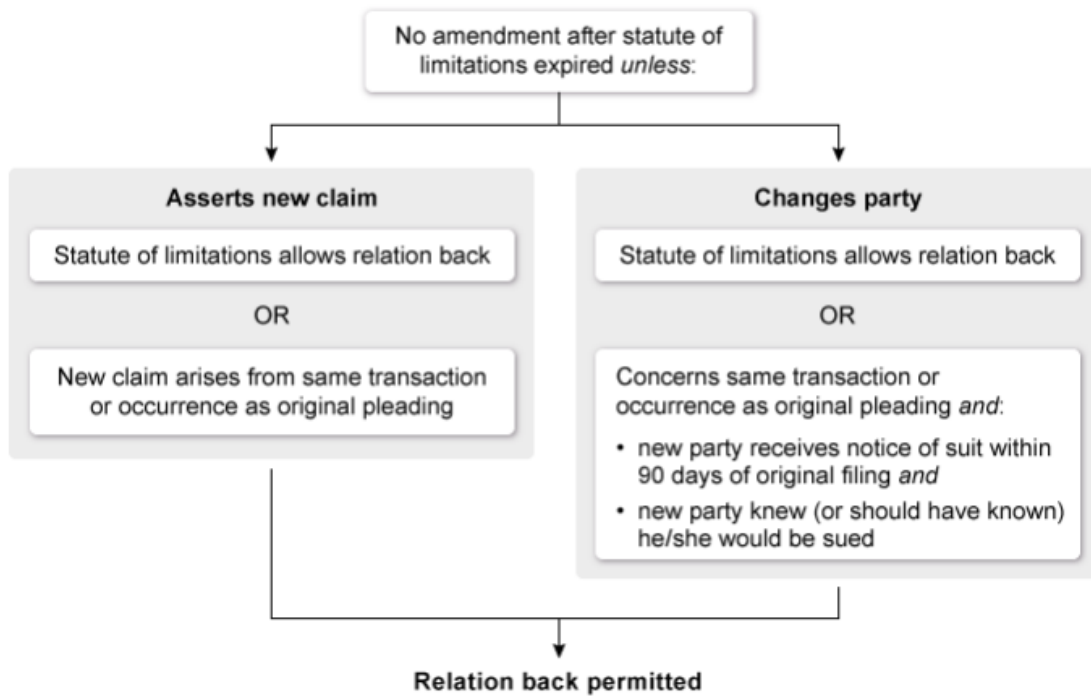 No amendment after statute of
limitations expired unless:
Asserts new claim
Statute of limitations allows relation back
OR
New claim arises from same transaction
or occurrence as original pleading
Changes party
Statute of limitations allows relation back
OR
Concerns same transaction or
occurrence as original pleading and:
• new party receives notice of suit within
90 days of original filing and
• new party knew (or should have known)
he/she would be sued
Relation back permitted